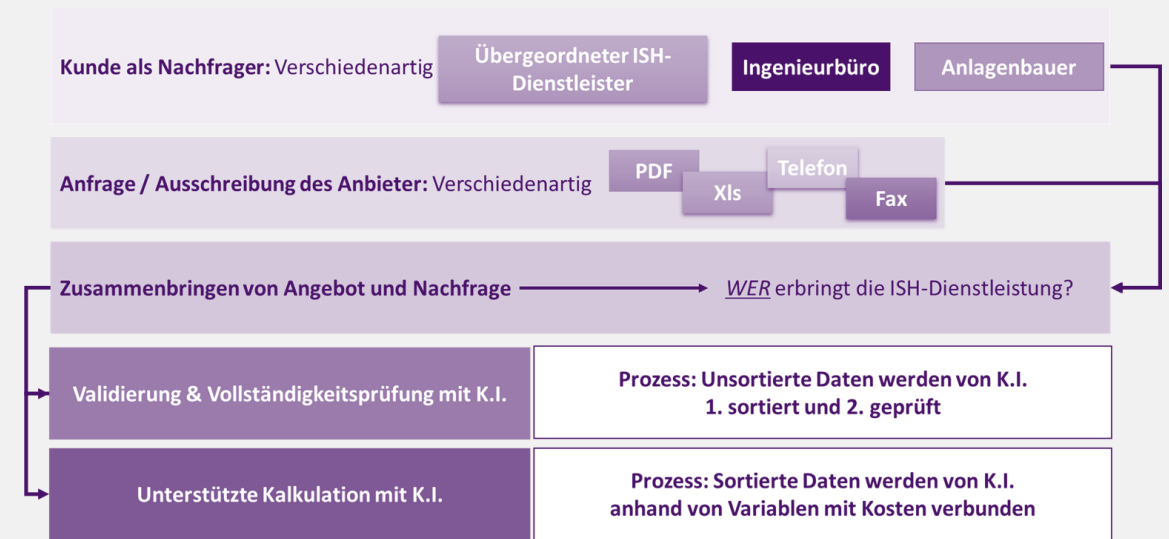 Kunde als Nachfrager: Verschiedenartig
Übergeordneter ISH-
Dienstleister
Ingenieurbüro
Anlagenbauer
Anfrage / Ausschreibung des Anbieter: Verschiedenartig
PDF
Xls
Telefon
Fax
Zusammenbringen von Angebot und Nachfrage
WER erbringt die ISH-Dienstleistung?
Validierung & Vollständigkeitsprüfung mit K.I.
Prozess: Unsortierte Daten werden von K.I.
1. sortiert und 2. geprüft
Unterstützte Kalkulation mit K.I.
Prozess: Sortierte Daten werden von K.I.
anhand von Variablen mit Kosten verbunden